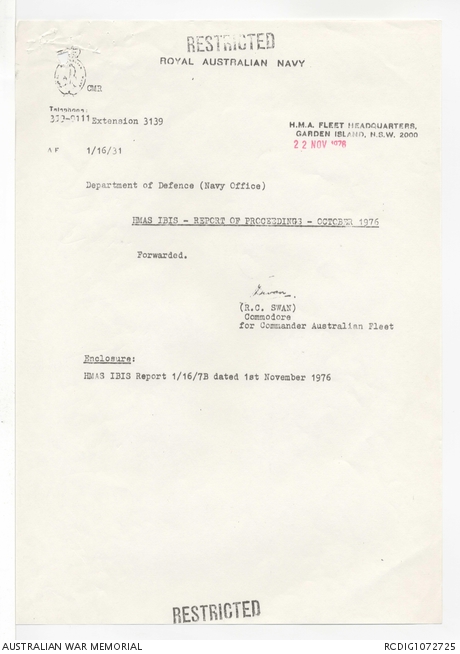 RESTRICTED
ROYAL AUSTRALIAN NAVY
CMR
Telephone:
Extension 3139
H.M.A. FLEET HEADQUARTERS,
GARDEN ISLAND, N.S.W. 2000
22 NOV 1976
AF 1/16/31
Department of Defence (Navy Office)
HMAS IBIS - REPORT OF PROCEEDINGS - OCTOBER 1976
Forwarded.
(R.C. SWAN)
Commodore
for Commander Australian Fleet
Enclosure:
HMAS IBIS Report 1/16/7B dated 1st November 1976
RESTRICTED
AUSTRALIAN WAR MEMORIAL
RCDIG1072725